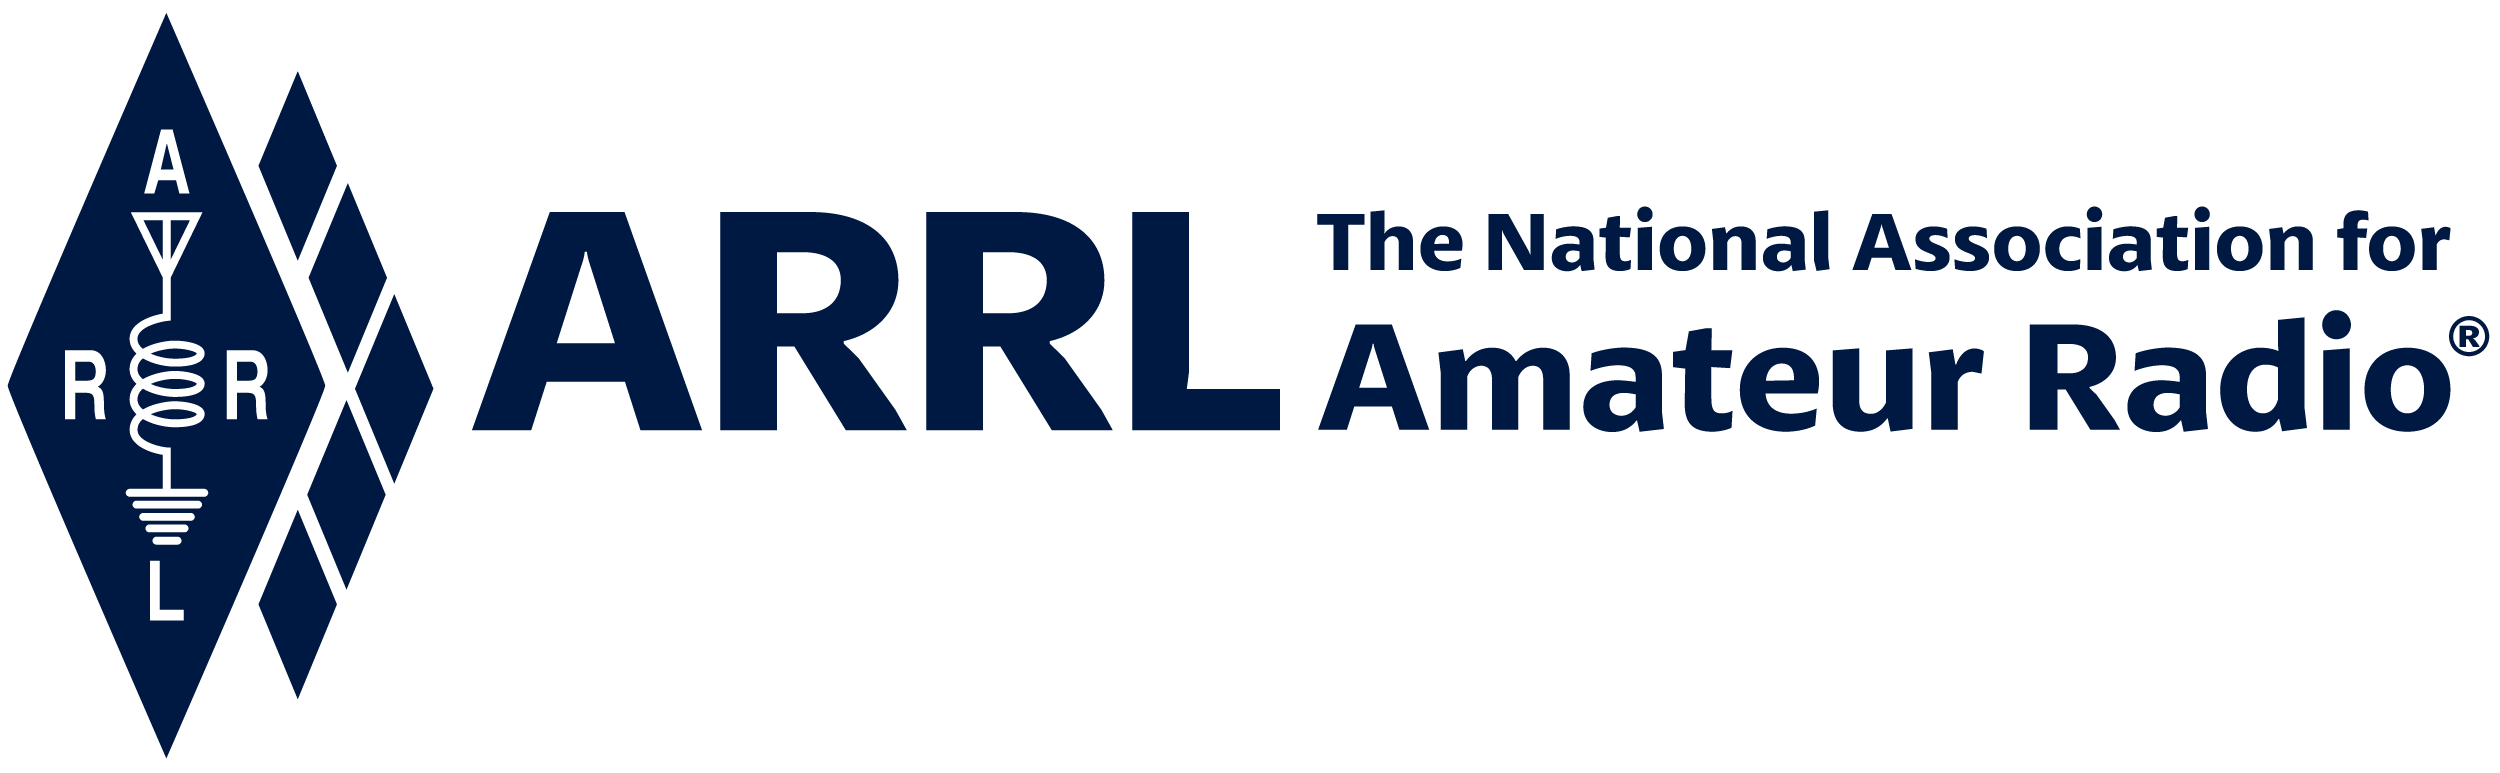 A
R R
L
ARRL
The National Association for
Amateur Radio®